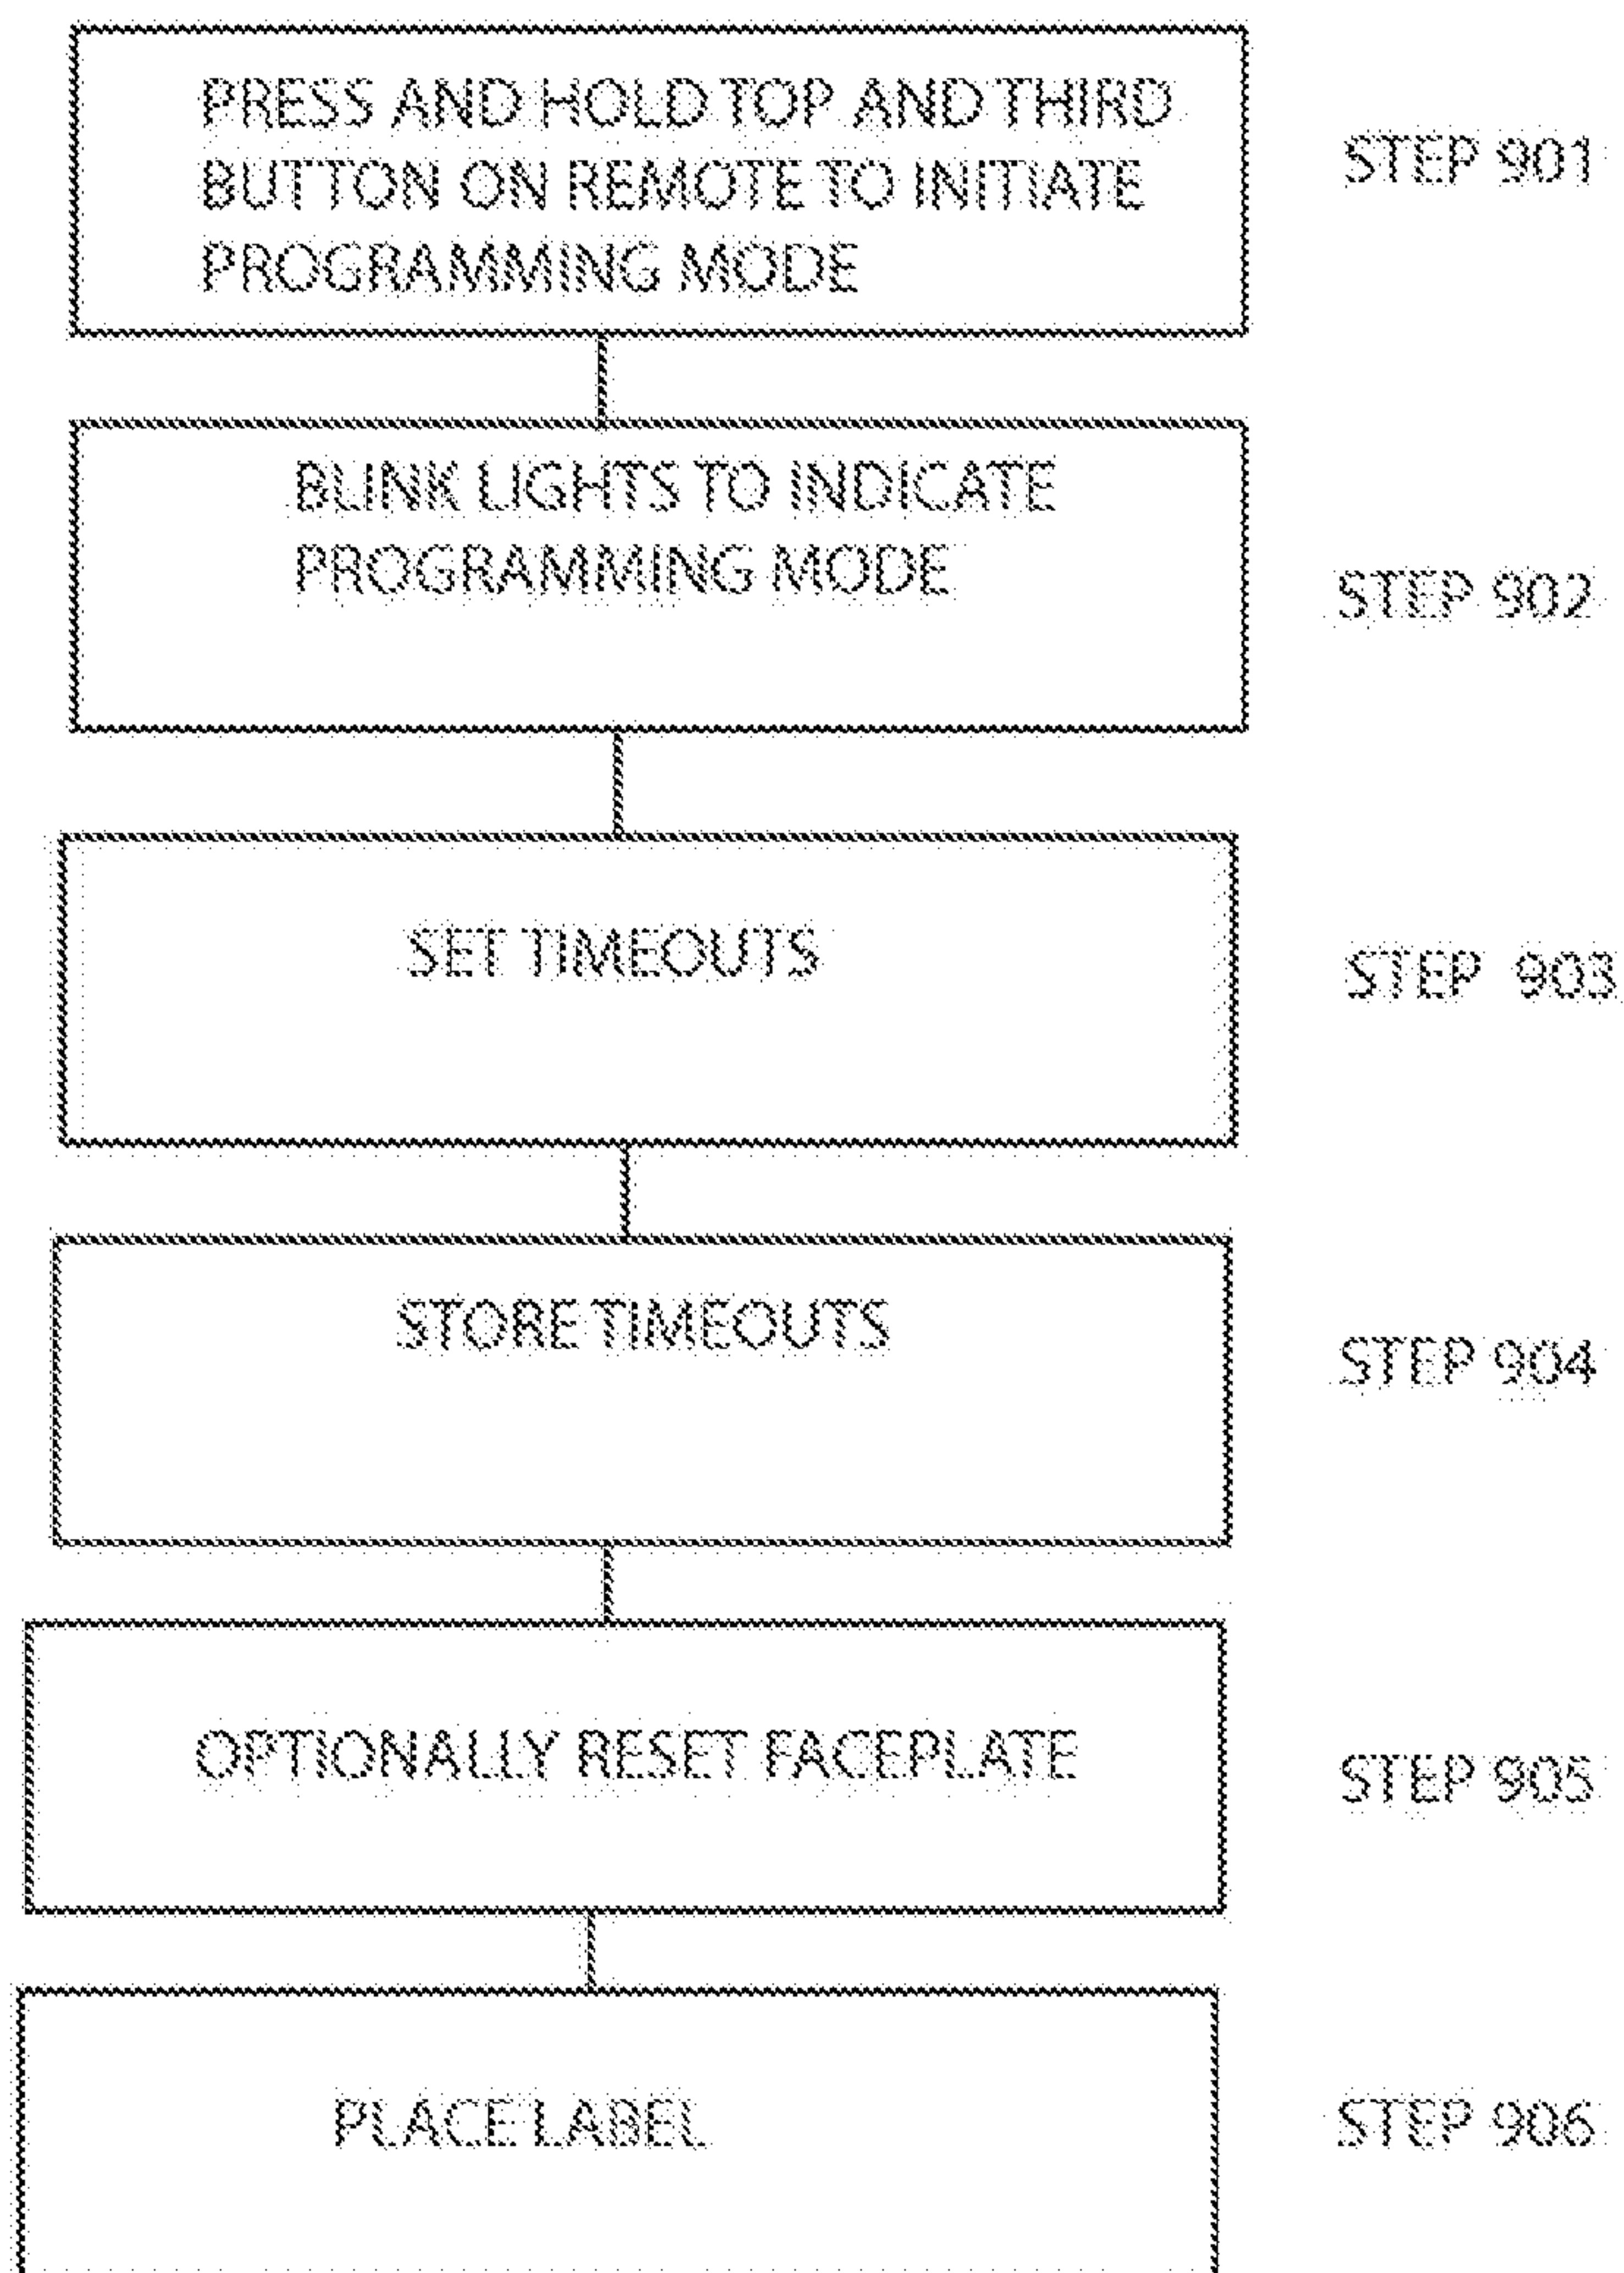 PRESS AND HOLD TOP AND THIRD
BUTTON ON REMOTE TO INITIATE
PROGRAMMING MODE
STEP 901
BLINK LIGHTS TO INDICATE
PROGRAMMING MODE
STEP 902
SET TIMEOUTS
STEP 903
STORE TIMEOUTS
STEP 904
OPTIONALLY RESET FACEPLATE
STEP 905
PLACE LABEL
STEP 906